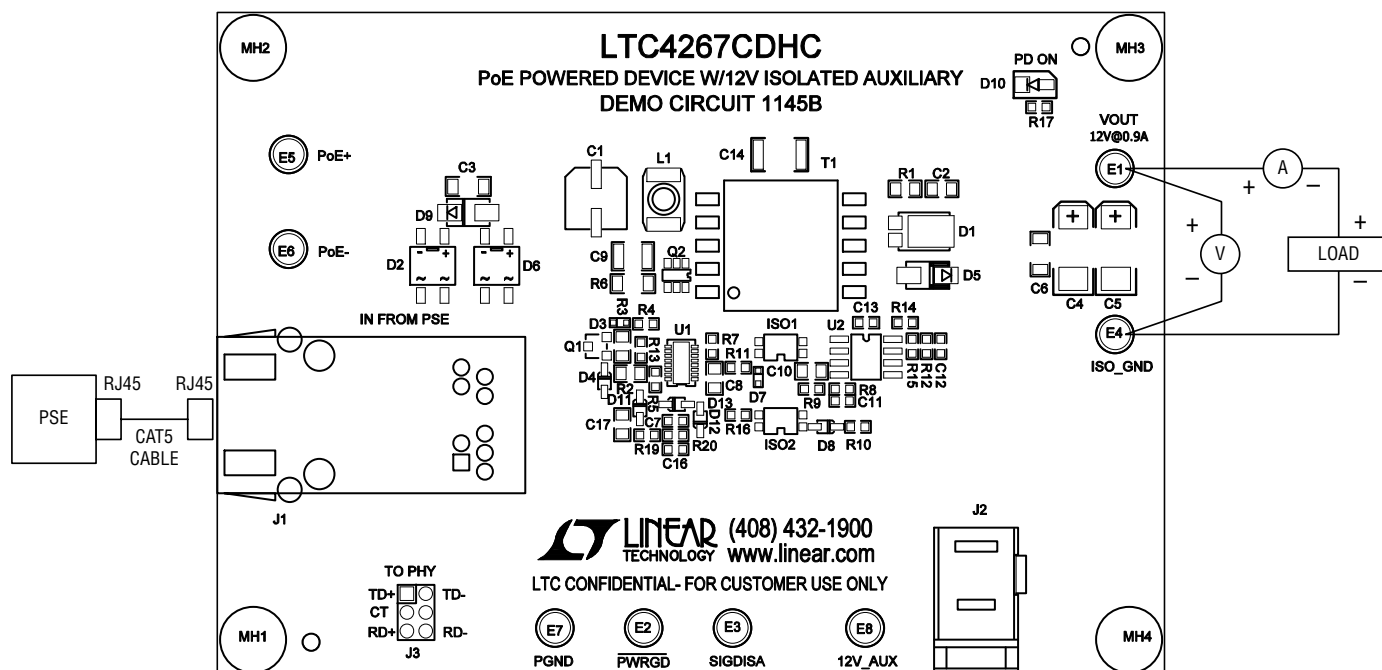 LTC4267CDHC
PoE POWERED DEVICE W/12V ISOLATED AUXILIARY
DEMO CIRCUIT 1145B
MH2
MH3
PD ON
D10
R17
VOUT
12V@0.9A
E1
A
+
–
+
V
–
+
LOAD
–
E5
PoE+
E6
PoE-
C3
D9
D2
D6
- +
~ ~
- +
~ ~
C1
L1
C14
T1
R1
C2
D1
D5
C9
Q2
R6
+
+
C6
C4
C5
E4
ISO_GND
IN FROM PSE
D3
R3
R4
Q1
R13
U1
R7
ISO1
U2
C13
R14
R11
C10
D4
R2
C8
D7
R15
R12
C12
D11
R5
D13
R9
R8
C11
C17
C7
D12
R16
ISO2
D8
R10
R19
R20
C16
PSE
RJ45
RJ45
CAT5
CABLE
J1
LINEAR
TECHNOLOGY
(408) 432-1900
www.linear.com
LTC CONFIDENTIAL- FOR CUSTOMER USE ONLY
J2
TO PHY
TD+
TD-
CT
RD+
RD-
J3
MH1
E7
PGND
E2
PWRGD
E3
SIGDISA
E8
12V_AUX
MH4